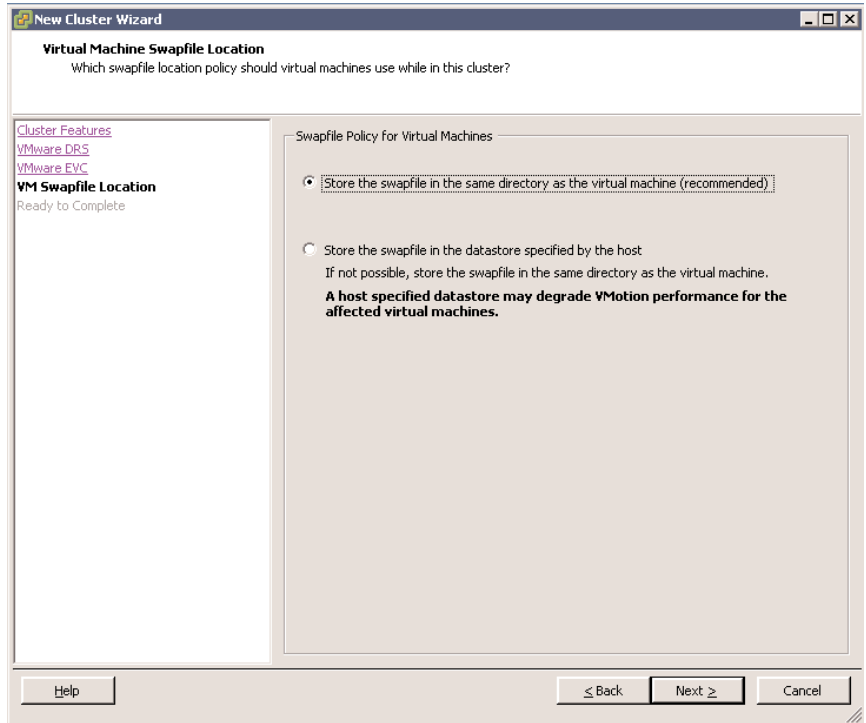 New Cluster Wizard
Virtual Machine Swapfile Location
Which swapfile location policy should virtual machines use while in this cluster?
Cluster Features
VMware DRS
VMware EVC
VM Swapfile Location
Ready to Complete
Swapfile Policy for Virtual Machines
Store the swapfile in the same directory as the virtual machine (recommended)
Store the swapfile in the datastore specified by the host
If not possible, store the swapfile in the same directory as the virtual machine.
A host specified datastore may degrade VMotion performance for the
affected virtual machines.
Help
< Back
Next >
Cancel